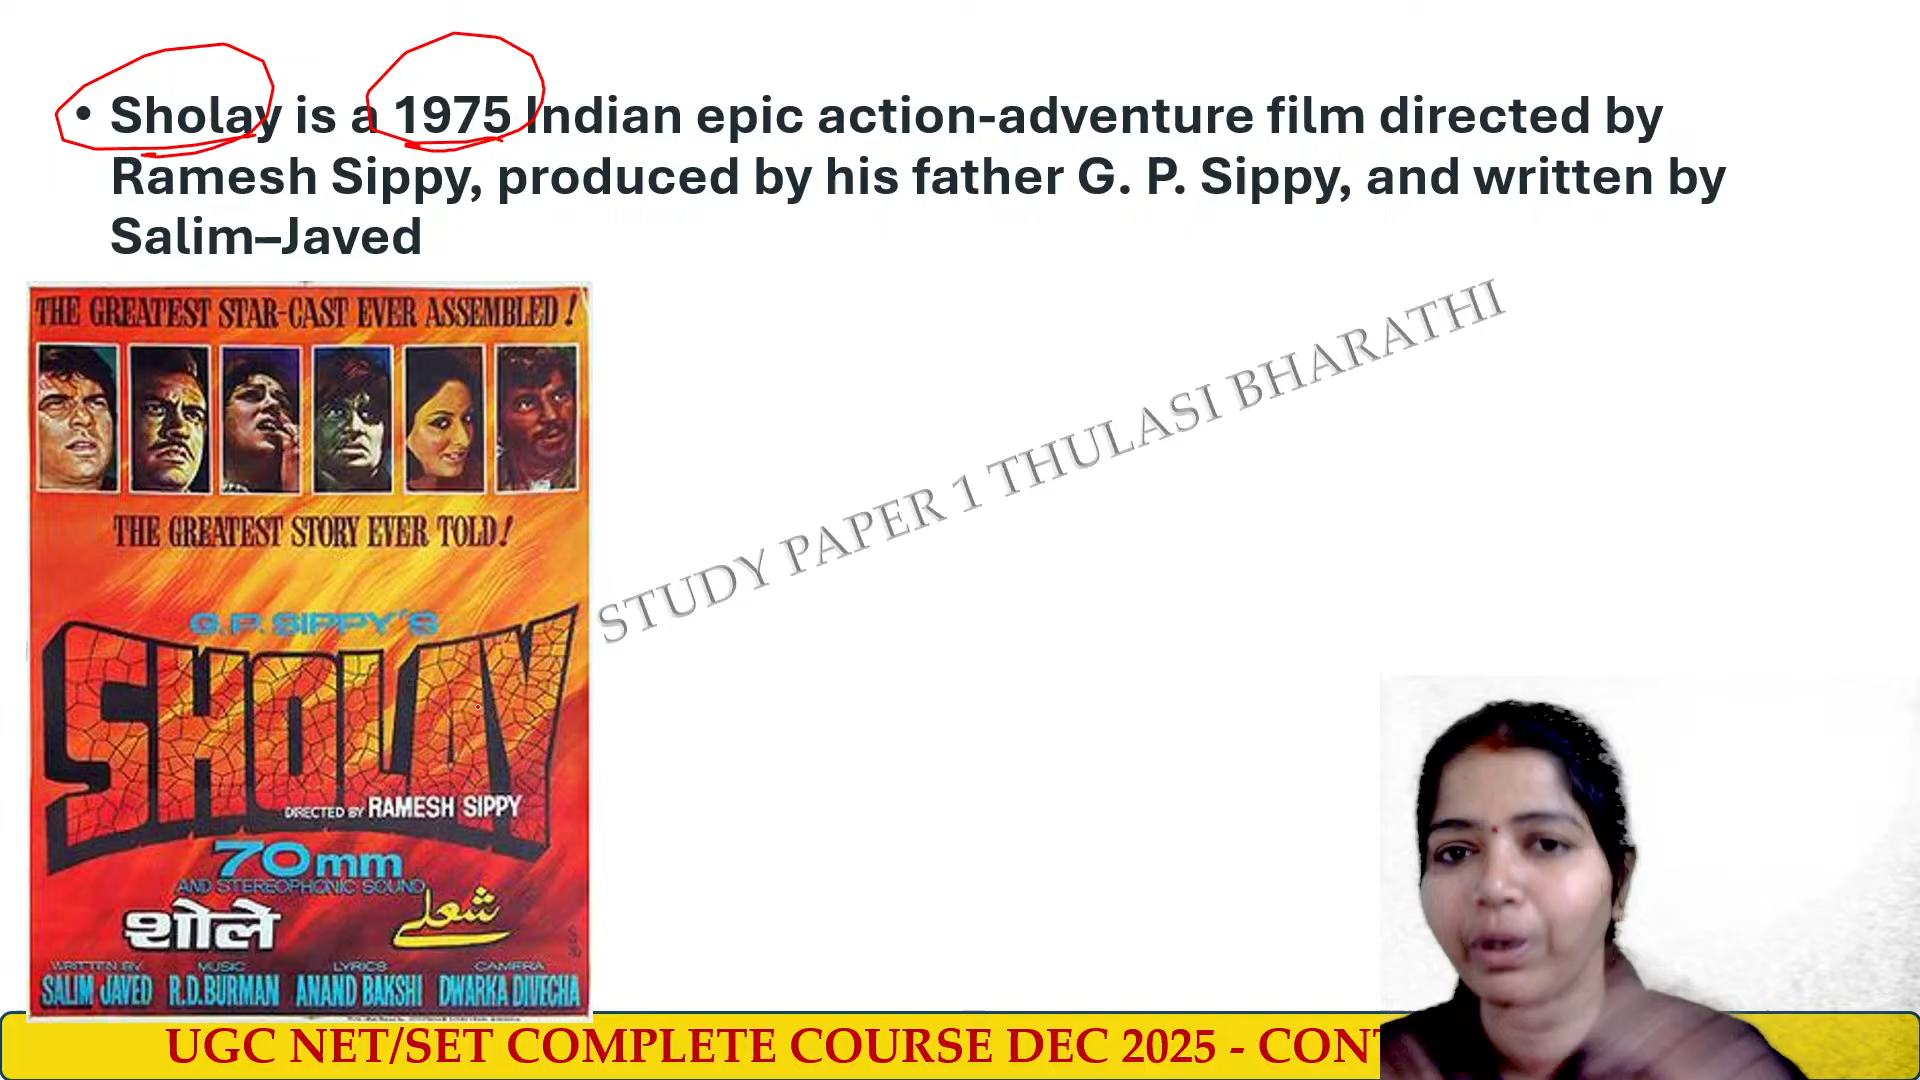 • Sholay is a 1975 Indian epic action-adventure film directed by
Ramesh Sippy, produced by his father G. P. Sippy, and written by
Salim–Javed
THE GREATEST STAR-CAST EVER ASSEMBLED!
THE GREATEST STORY EVER TOLD!
G.P. SIPPY'S
SHOLAY
DIRECTED BY RAMESH SIPPY
70mm
AND STEREOPHONIC SOUND
शोले
شعلے
WRITTEN BY
SALIM JAVED
MUSIC
R.D.BURMAN
LYRICS
ANAND BAKSHI
CAMERA
DWARKA DIVECHA
STUDY PAPER 1 THULASI BHARATHI
UGC NET/SET COMPLETE COURSE DEC 2025 - CONT